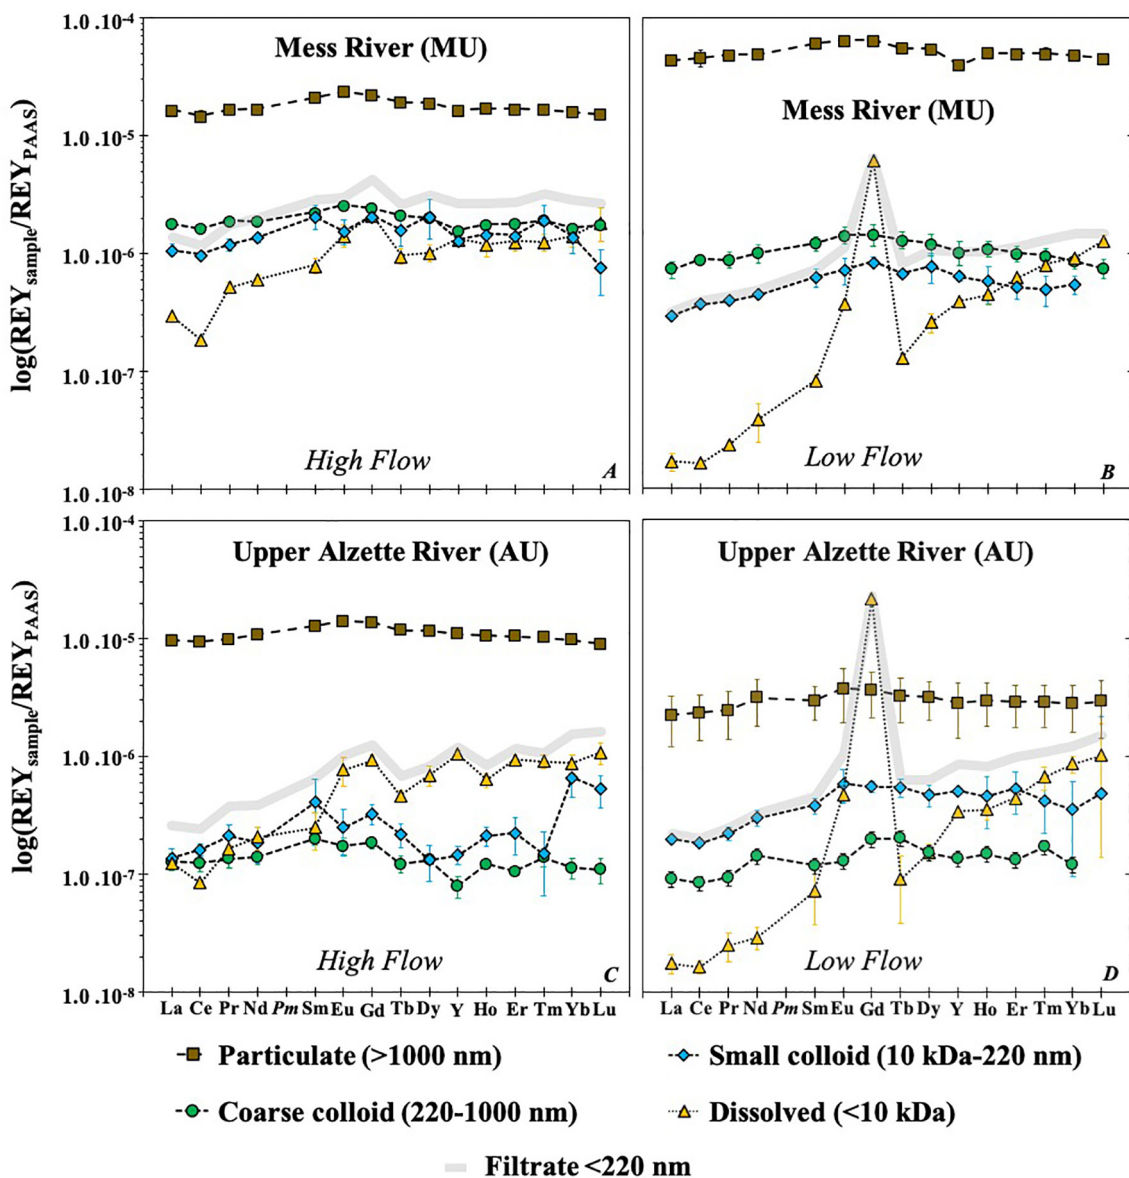 log(REYsample/REYPAAS)
1.0.10-4
1.0.10-5
1.0.10-6
1.0.10-7
1.0.10-8
Mess River (MU)
High Flow
A
Mess River (MU)
Low Flow
B
log(REYsample/REYPAAS)
1.0.10-4
1.0.10-5
1.0.10-6
1.0.10-7
1.0.10-8
Upper Alzette River (AU)
High Flow
C
La Ce Pr Nd Pm Sm Eu Gd Tb Dy Y Ho Er Tm Yb Lu
Upper Alzette River (AU)
Low Flow
D
La Ce Pr Nd Pm Sm Eu Gd Tb Dy Y Ho Er Tm Yb Lu
Particulate (>1000 nm)
Small colloid (10 kDa-220 nm)
Coarse colloid (220-1000 nm)
Dissolved (<10 kDa)
Filtrate <220 nm